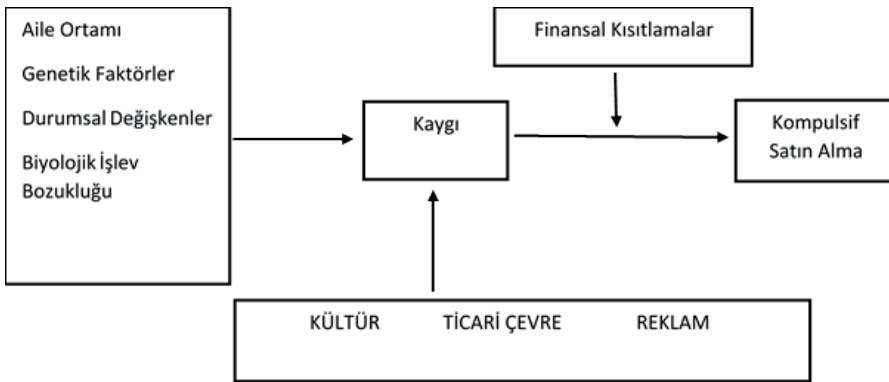 Aile Ortamı
Genetik Faktörler
Durumsal Değişkenler
Biyolojik İşlev
Bozukluğu
Finansal Kısıtlamalar
Kaygı
Kompulsif
Satın Alma
KÜLTÜR TİCARİ ÇEVRE REKLAM